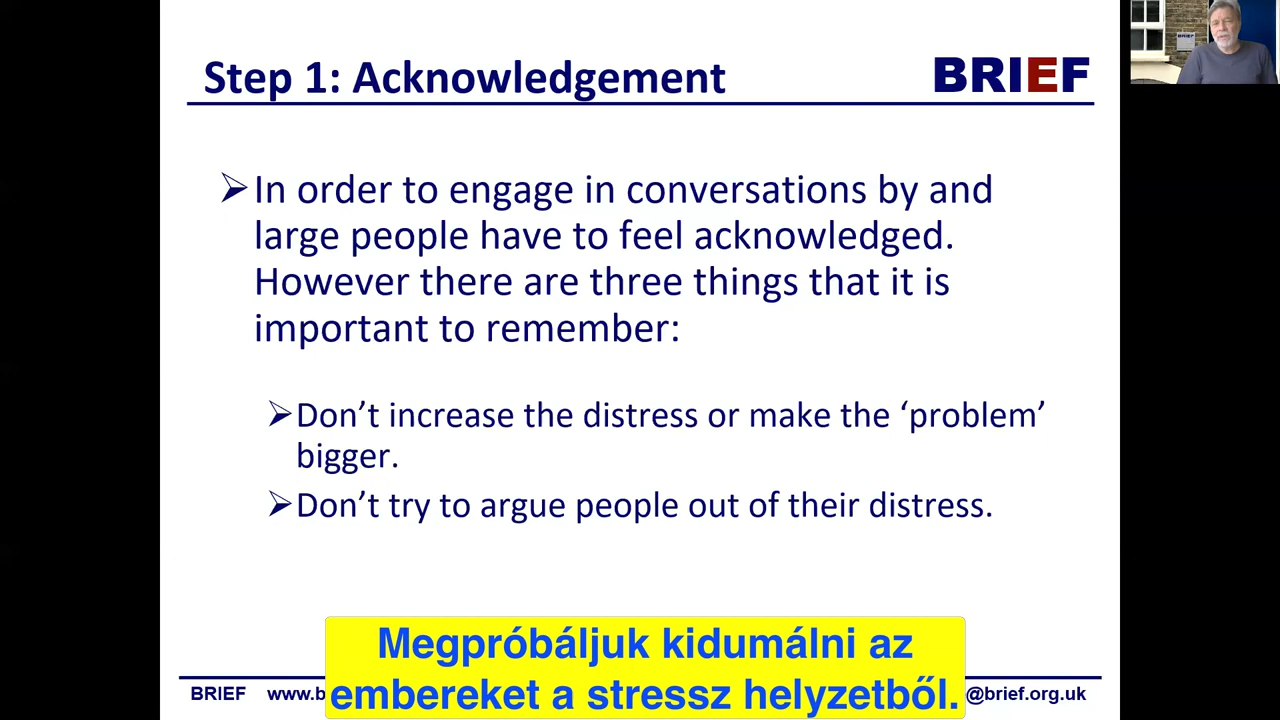 Step 1: Acknowledgement
BRIEF
BRIEF
➢In order to engage in conversations by and
large people have to feel acknowledged.
However there are three things that it is
important to remember:
➢Don’t increase the distress or make the ‘problem’
bigger.
➢Don’t try to argue people out of their distress.
Megpróbáljuk kidumálni az
embereket a stressz helyzetből.
BRIEF www.b @brief.org.uk